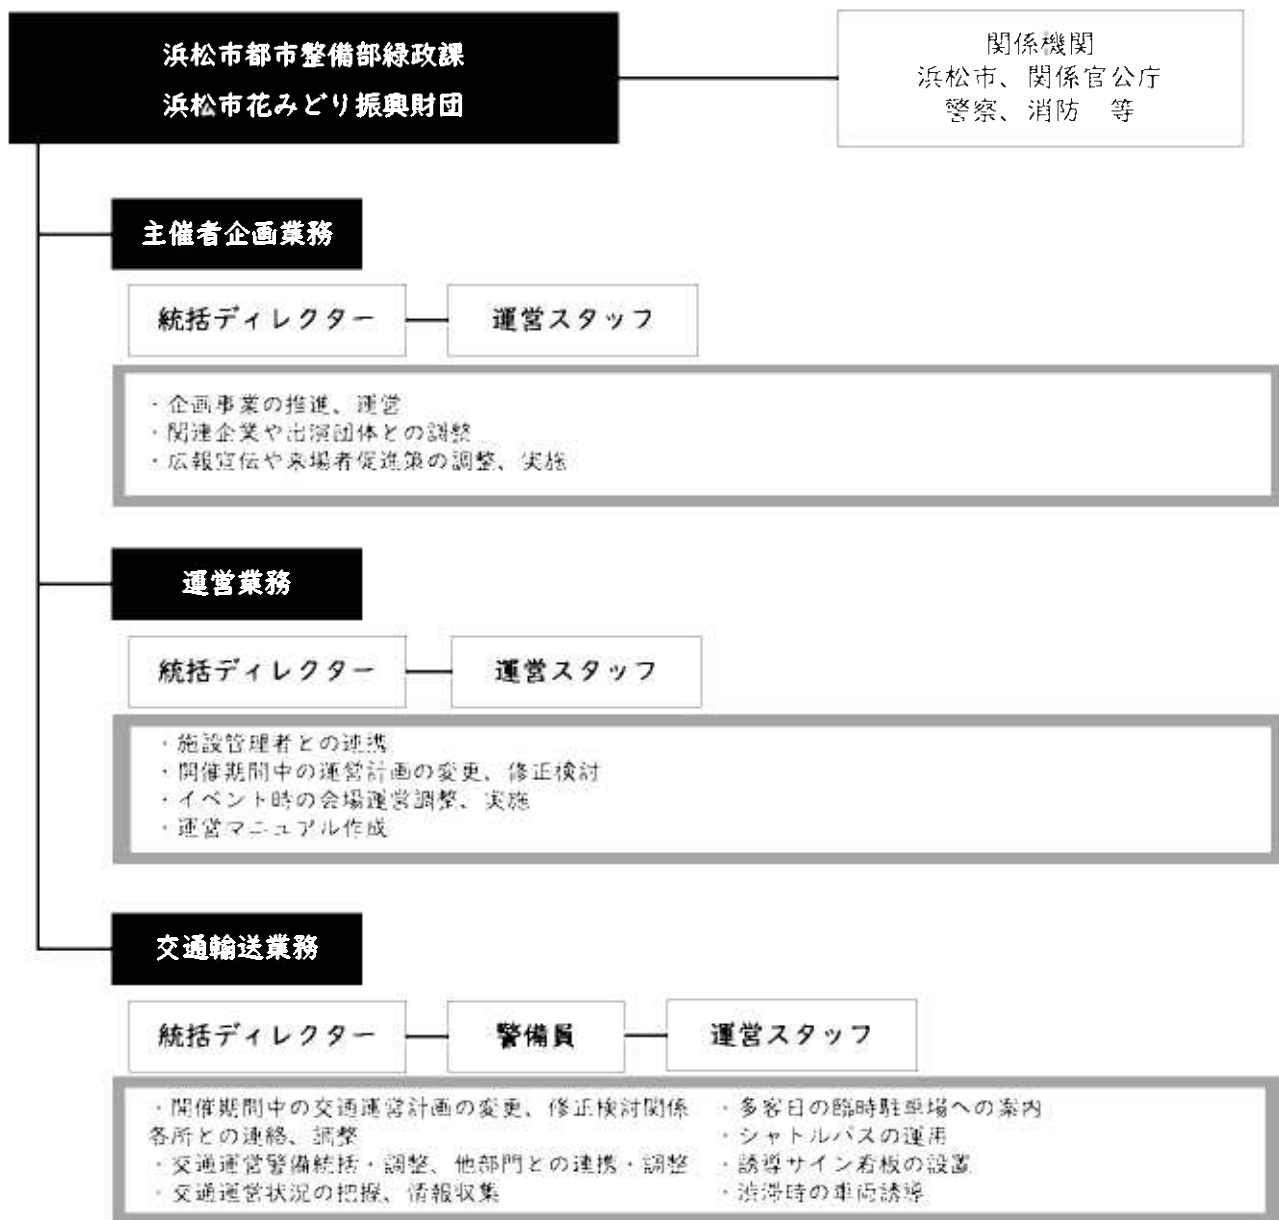 浜松市都市整備部緑政課
浜松市花みどり振興財団
関係機関
浜松市、関係官公庁
警察、消防　等
主催者企画業務
統括ディレクター
運営スタッフ
・企画事業の推進、運営
・関連企業や出演団体との調整
・広報宣伝や来場者促進策の調整、実施
運営業務
統括ディレクター
運営スタッフ
・施設管理者との連携
・開催期間中の運営計画の変更、修正検討
・イベント時の会場運営調整、実施
・運営マニュアル作成
交通輸送業務
統括ディレクター
警備員
運営スタッフ
・開催期間中の交通運営計画の変更、修正検討関係
各所との連絡、調整
・交通運営警備統括・調整、他部門との連携・調整
・交通運営状況の把握、情報収集
・多客日の臨時駐車場への案内
・シャトルバスの運用
・誘導サイン看板の設置
・渋滞時の車両誘導